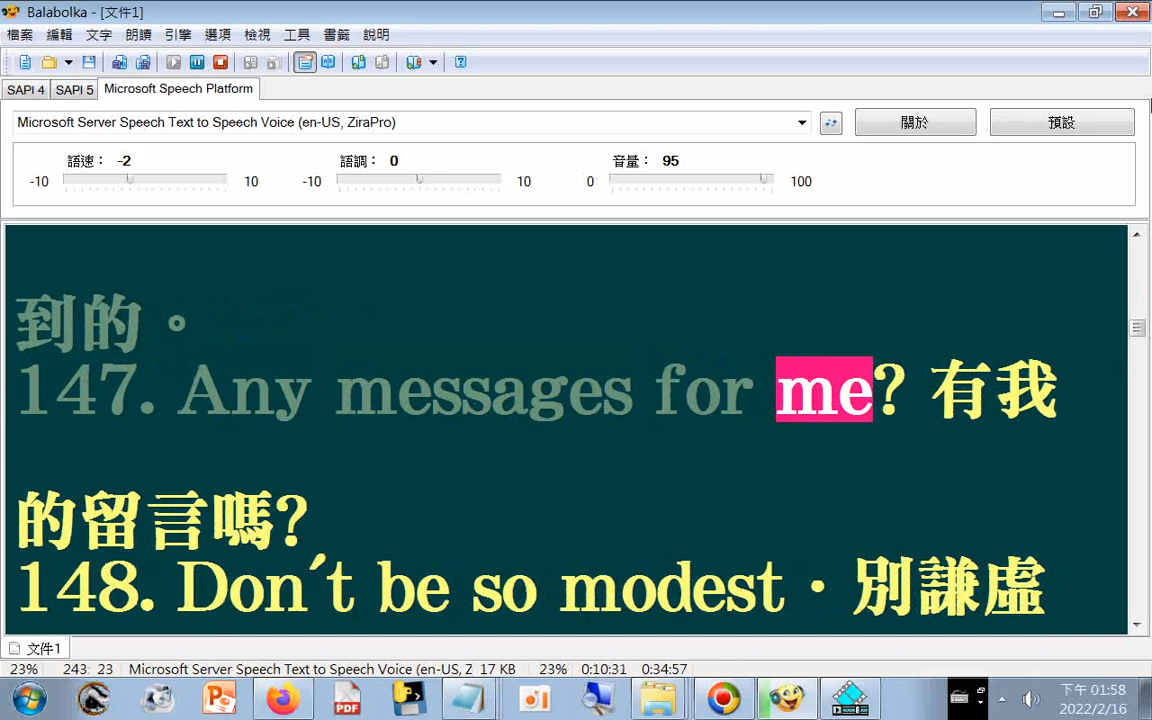 Balabolka - [文件1]
檔案 編輯 文字 朗讀 引擎 選項 檢視 工具 書籤 說明
SAPI 4 SAPI 5 Microsoft Speech Platform
Microsoft Server Speech Text to Speech Voice (en-US, ZiraPro) 關於 預設
語速： -2 語調： 0 音量： 95
-10 10 -10 10 0 100
到的。
147. Any messages for me? 有我
的留言嗎?
148. Don't be so modest．別謙虛
文件1
23% 243: 23 Microsoft Server Speech Text to Speech Voice (en-US, Z 17 KB 23% 0:10:31 0:34:57
PDF
下午 01:58
2022/2/16